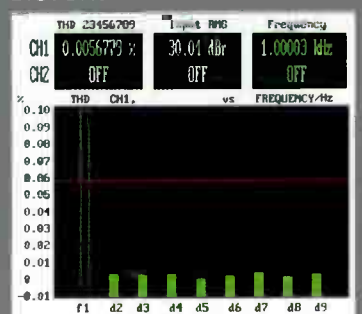 THD 23456789 Input RMS Frequency
CH1 0.0056779 % 30.01 dBr 1.00003 kHz
CH2 OFF OFF OFF
% THD CH1. vs FREQUENCY/Hz
0.10
0.09
0.08
0.07
0.06
0.05
0.04
0.03
0.02
0.01
0
-0.01
f1 d2 d3 d4 d5 d6 d7 d8 d9